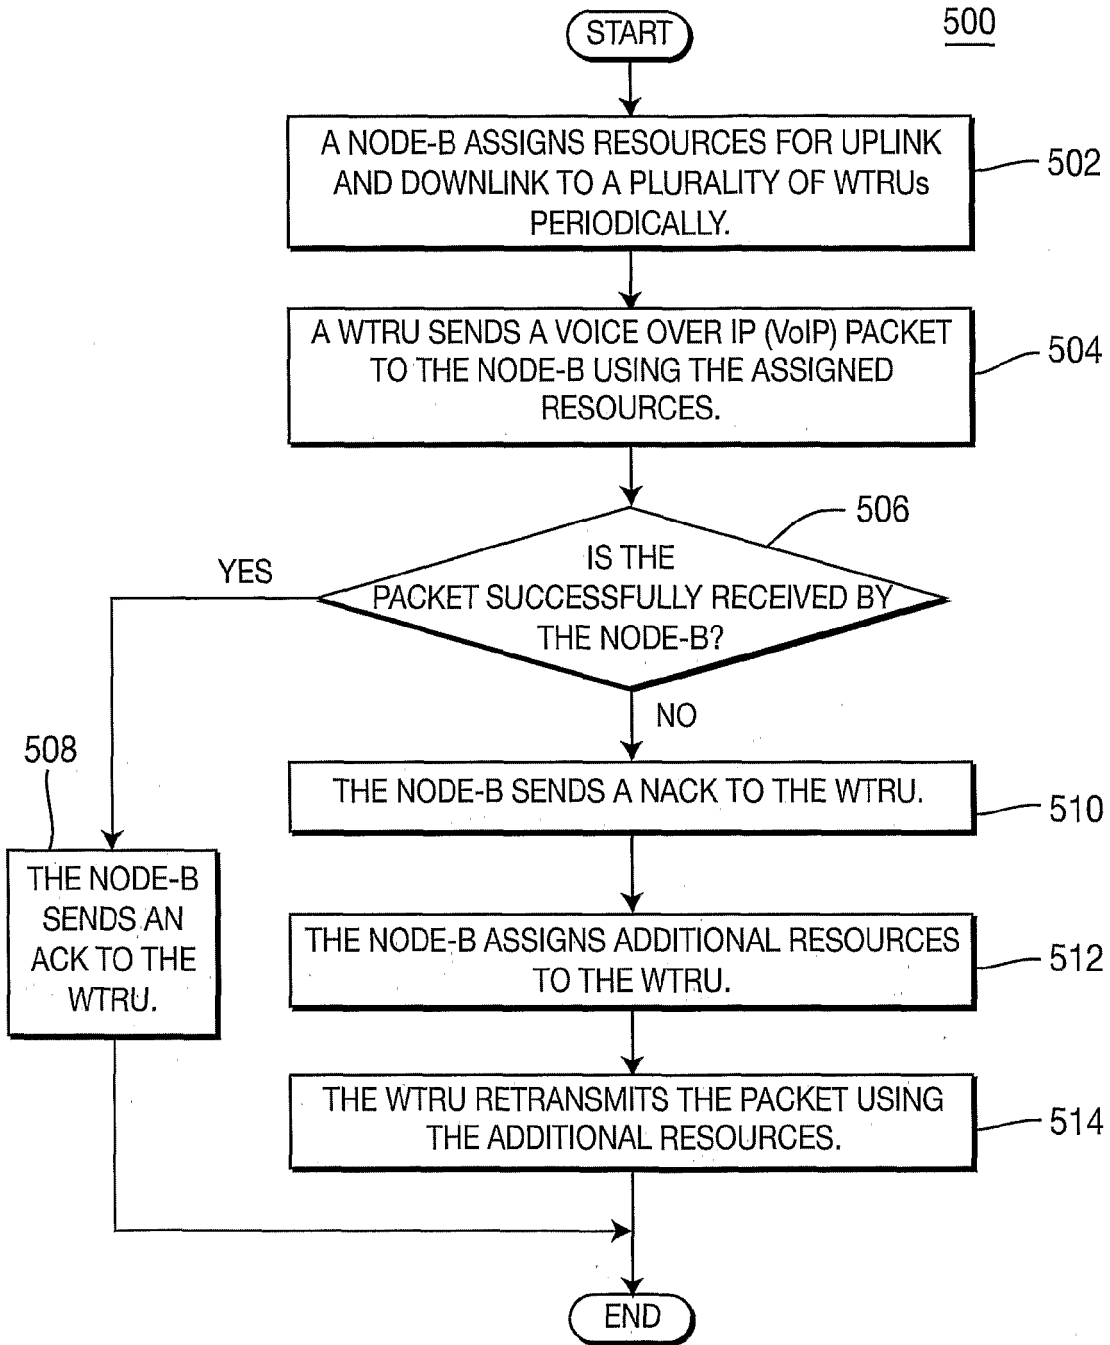 500
START
A NODE-B ASSIGNS RESOURCES FOR UPLINK
AND DOWNLINK TO A PLURALITY OF WTRUs
PERIODICALLY.
502
A WTRU SENDS A VOICE OVER IP (VoIP) PACKET
TO THE NODE-B USING THE ASSIGNED
RESOURCES.
504
506
IS THE
PACKET SUCCESSFULLY RECEIVED BY
THE NODE-B?
YES
NO
508
THE NODE-B
SENDS AN
ACK TO THE
WTRU.
THE NODE-B SENDS A NACK TO THE WTRU.
510
THE NODE-B ASSIGNS ADDITIONAL RESOURCES
TO THE WTRU.
512
THE WTRU RETRANSMITS THE PACKET USING
THE ADDITIONAL RESOURCES.
514
END